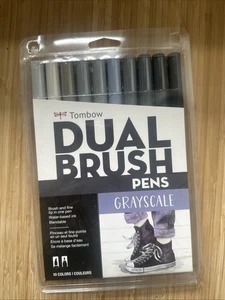 Tombow
DUAL
BRUSH
PENS
GRAYSCALE
Brush and fine
tip in one pen
Water-based ink
Blendable
Pinceau et fine pointe
en un seul feutre
Encre à base d'eau
Se mélange facilement
10 COLORS / COULEURS